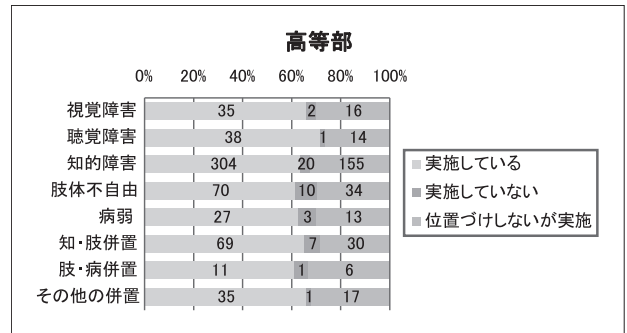 高等部
0% 20% 40% 60% 80% 100%
視覚障害 35 2 16
聴覚障害 38 1 14
知的障害 304 20 155
肢体不自由 70 10 34
病弱 27 3 13
知・肢併置 69 7 30
肢・病併置 11 1 6
その他の併置 35 1 17
実施している
実施していない
位置づけしないが実施